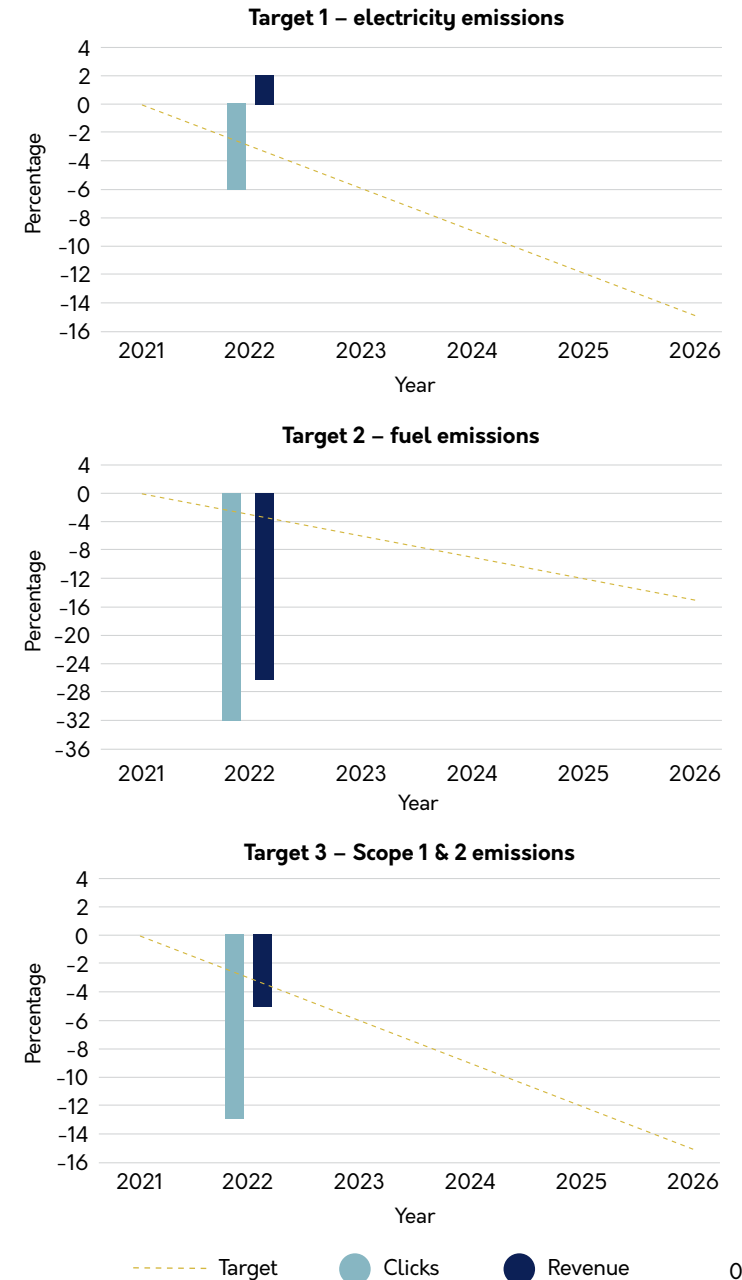 Target 1 – electricity emissions
4
2
0
-2
-4
-6
-8
-10
-12
-14
-16
Percentage
2021 2022 2023 2024 2025 2026
Year
Target 2 – fuel emissions
4
0
-4
-8
-12
-16
-20
-24
-28
-32
-36
Percentage
2021 2022 2023 2024 2025 2026
Year
Target 3 – Scope 1 & 2 emissions
4
2
0
-2
-4
-6
-8
-10
-12
-14
-16
Percentage
2021 2022 2023 2024 2025 2026
Year
Target Clicks Revenue 0